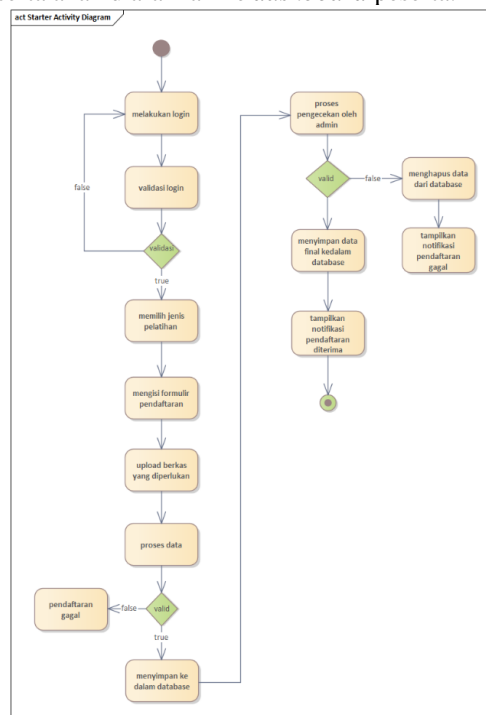 act Starter Activity Diagram
melakukan login
validasi login
false
validasi
true
memilih jenis
pelatihan
mengisi formulir
pendaftaran
upload berkas
yang diperlukan
proses data
valid
false
pendaftaran
gagal
true
menyimpan ke
dalam database
proses
pengecekan oleh
admin
valid
false
menghapus data
dari database
tampilkan
notifikasi
pendaftaran
gagal
menyimpan data
final kedalam
database
tampilkan
notifikasi
pendaftaran
diterima